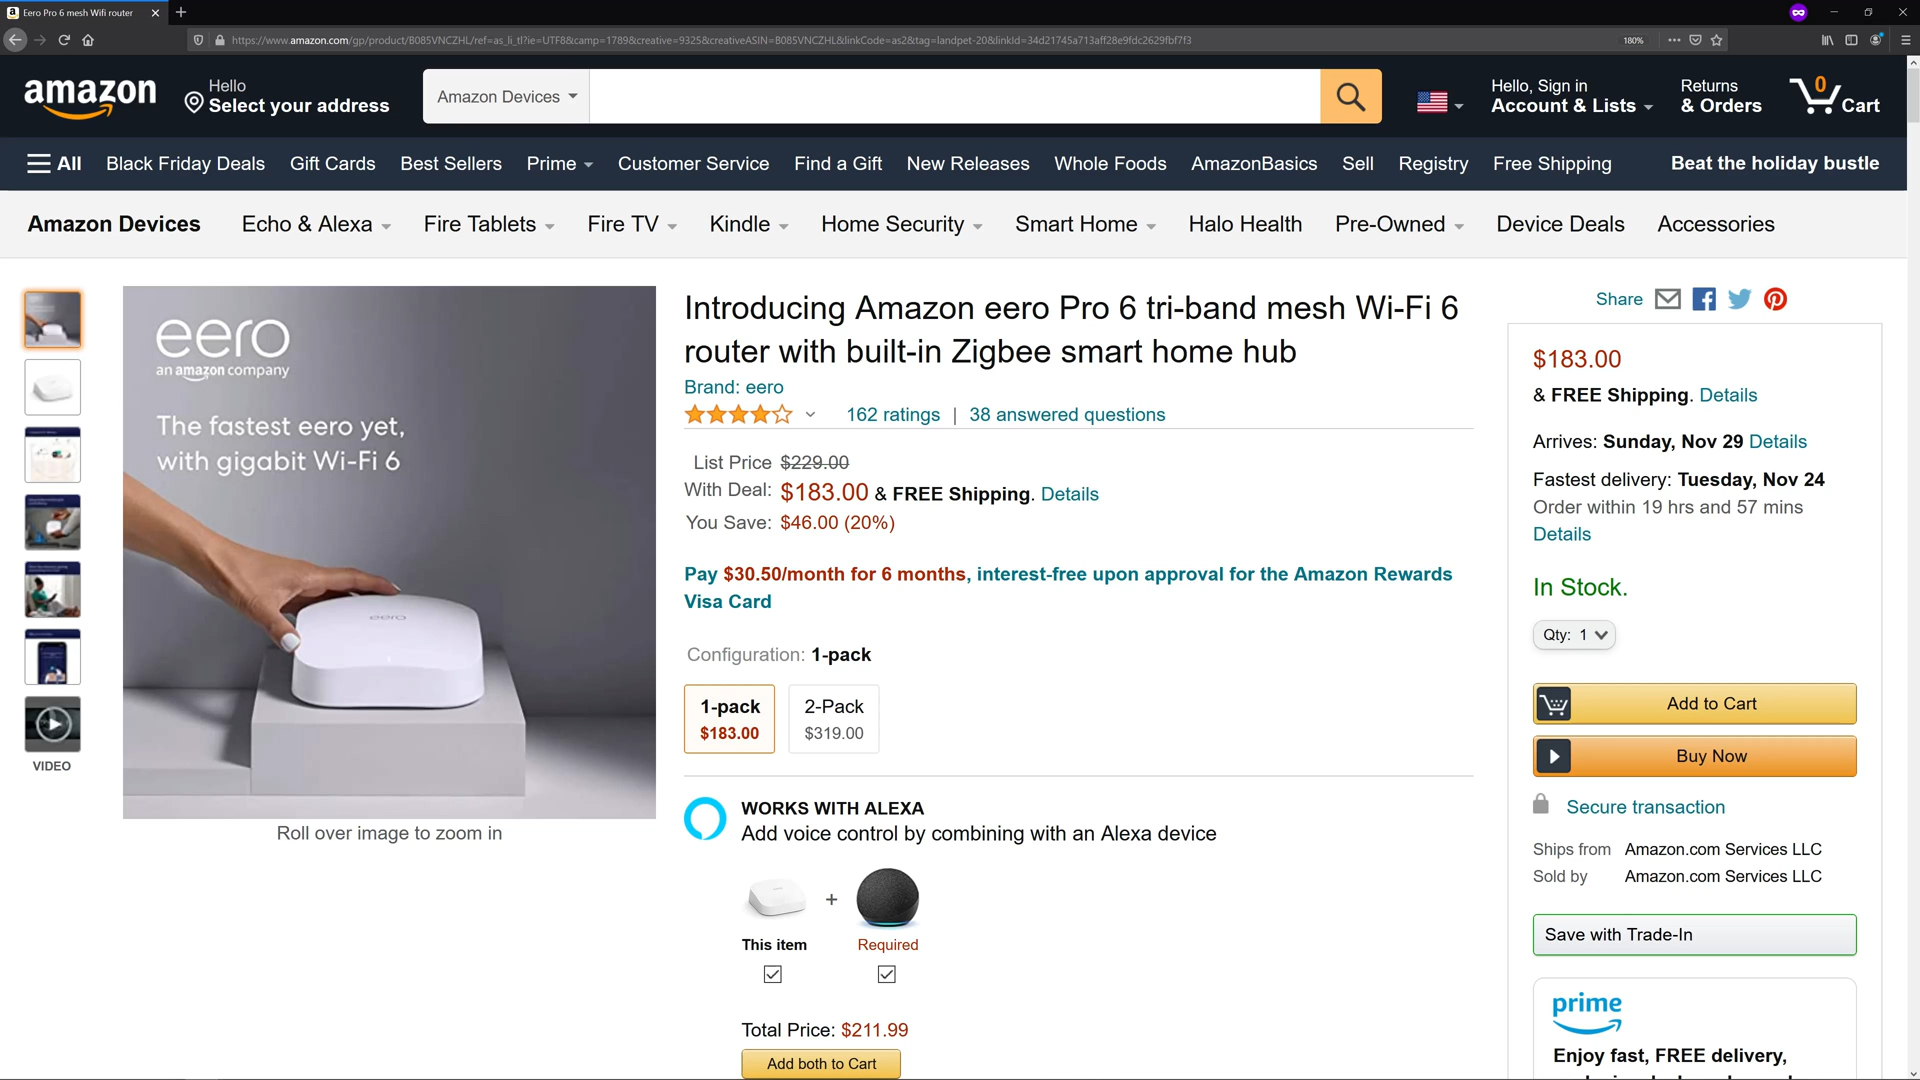 Eero Pro 6 mesh Wifi router
https://www.amazon.com/gp/product/B085VNCZHL/ref=as_li_tl?ie=UTF8&camp=1789&creative=9325&creativeASIN=B085VNCZHL&linkCode=as2&tag=landpet-20&linkId=34d21745a713aff28e9fdc2629fbf7f3
180%
amazon
Hello
Select your address
Amazon Devices
Hello, Sign in
Account & Lists
Returns
& Orders
0
Cart
All
Black Friday Deals
Gift Cards
Best Sellers
Prime
Customer Service
Find a Gift
New Releases
Whole Foods
AmazonBasics
Sell
Registry
Free Shipping
Beat the holiday bustle
Amazon Devices
Echo & Alexa
Fire Tablets
Fire TV
Kindle
Home Security
Smart Home
Halo Health
Pre-Owned
Device Deals
Accessories
VIDEO
eero
an amazon company
The fastest eero yet,
with gigabit Wi-Fi 6
eero
Roll over image to zoom in
Introducing Amazon eero Pro 6 tri-band mesh Wi-Fi 6
router with built-in Zigbee smart home hub
Brand: eero
162 ratings | 38 answered questions
List Price $229.00
With Deal: $183.00 & FREE Shipping. Details
You Save: $46.00 (20%)
Pay $30.50/month for 6 months, interest-free upon approval for the Amazon Rewards
Visa Card
Configuration: 1-pack
1-pack
$183.00
2-Pack
$319.00
WORKS WITH ALEXA
Add voice control by combining with an Alexa device
+
This item
Required
Total Price: $211.99
Add both to Cart
Share
$183.00
& FREE Shipping. Details
Arrives: Sunday, Nov 29 Details
Fastest delivery: Tuesday, Nov 24
Order within 19 hrs and 57 mins
Details
In Stock.
Qty: 1
Add to Cart
Buy Now
Secure transaction
Ships from Amazon.com Services LLC
Sold by Amazon.com Services LLC
Save with Trade-In
prime
Enjoy fast, FREE delivery,